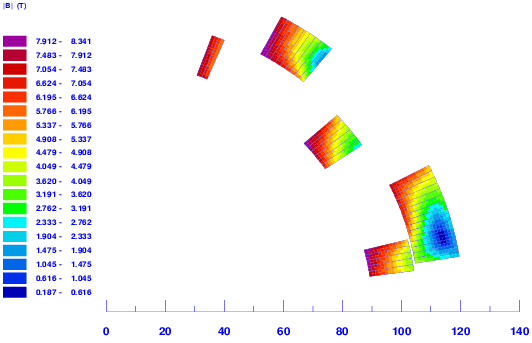 |B| (T)
7.912 - 8.341
7.483 - 7.912
7.054 - 7.483
6.624 - 7.054
6.195 - 6.624
5.766 - 6.195
5.337 - 5.766
4.908 - 5.337
4.479 - 4.908
4.049 - 4.479
3.620 - 4.049
3.191 - 3.620
2.762 - 3.191
2.333 - 2.762
1.904 - 2.333
1.475 - 1.904
1.045 - 1.475
0.616 - 1.045
0.187 - 0.616
0 20 40 60 80 100 120 140